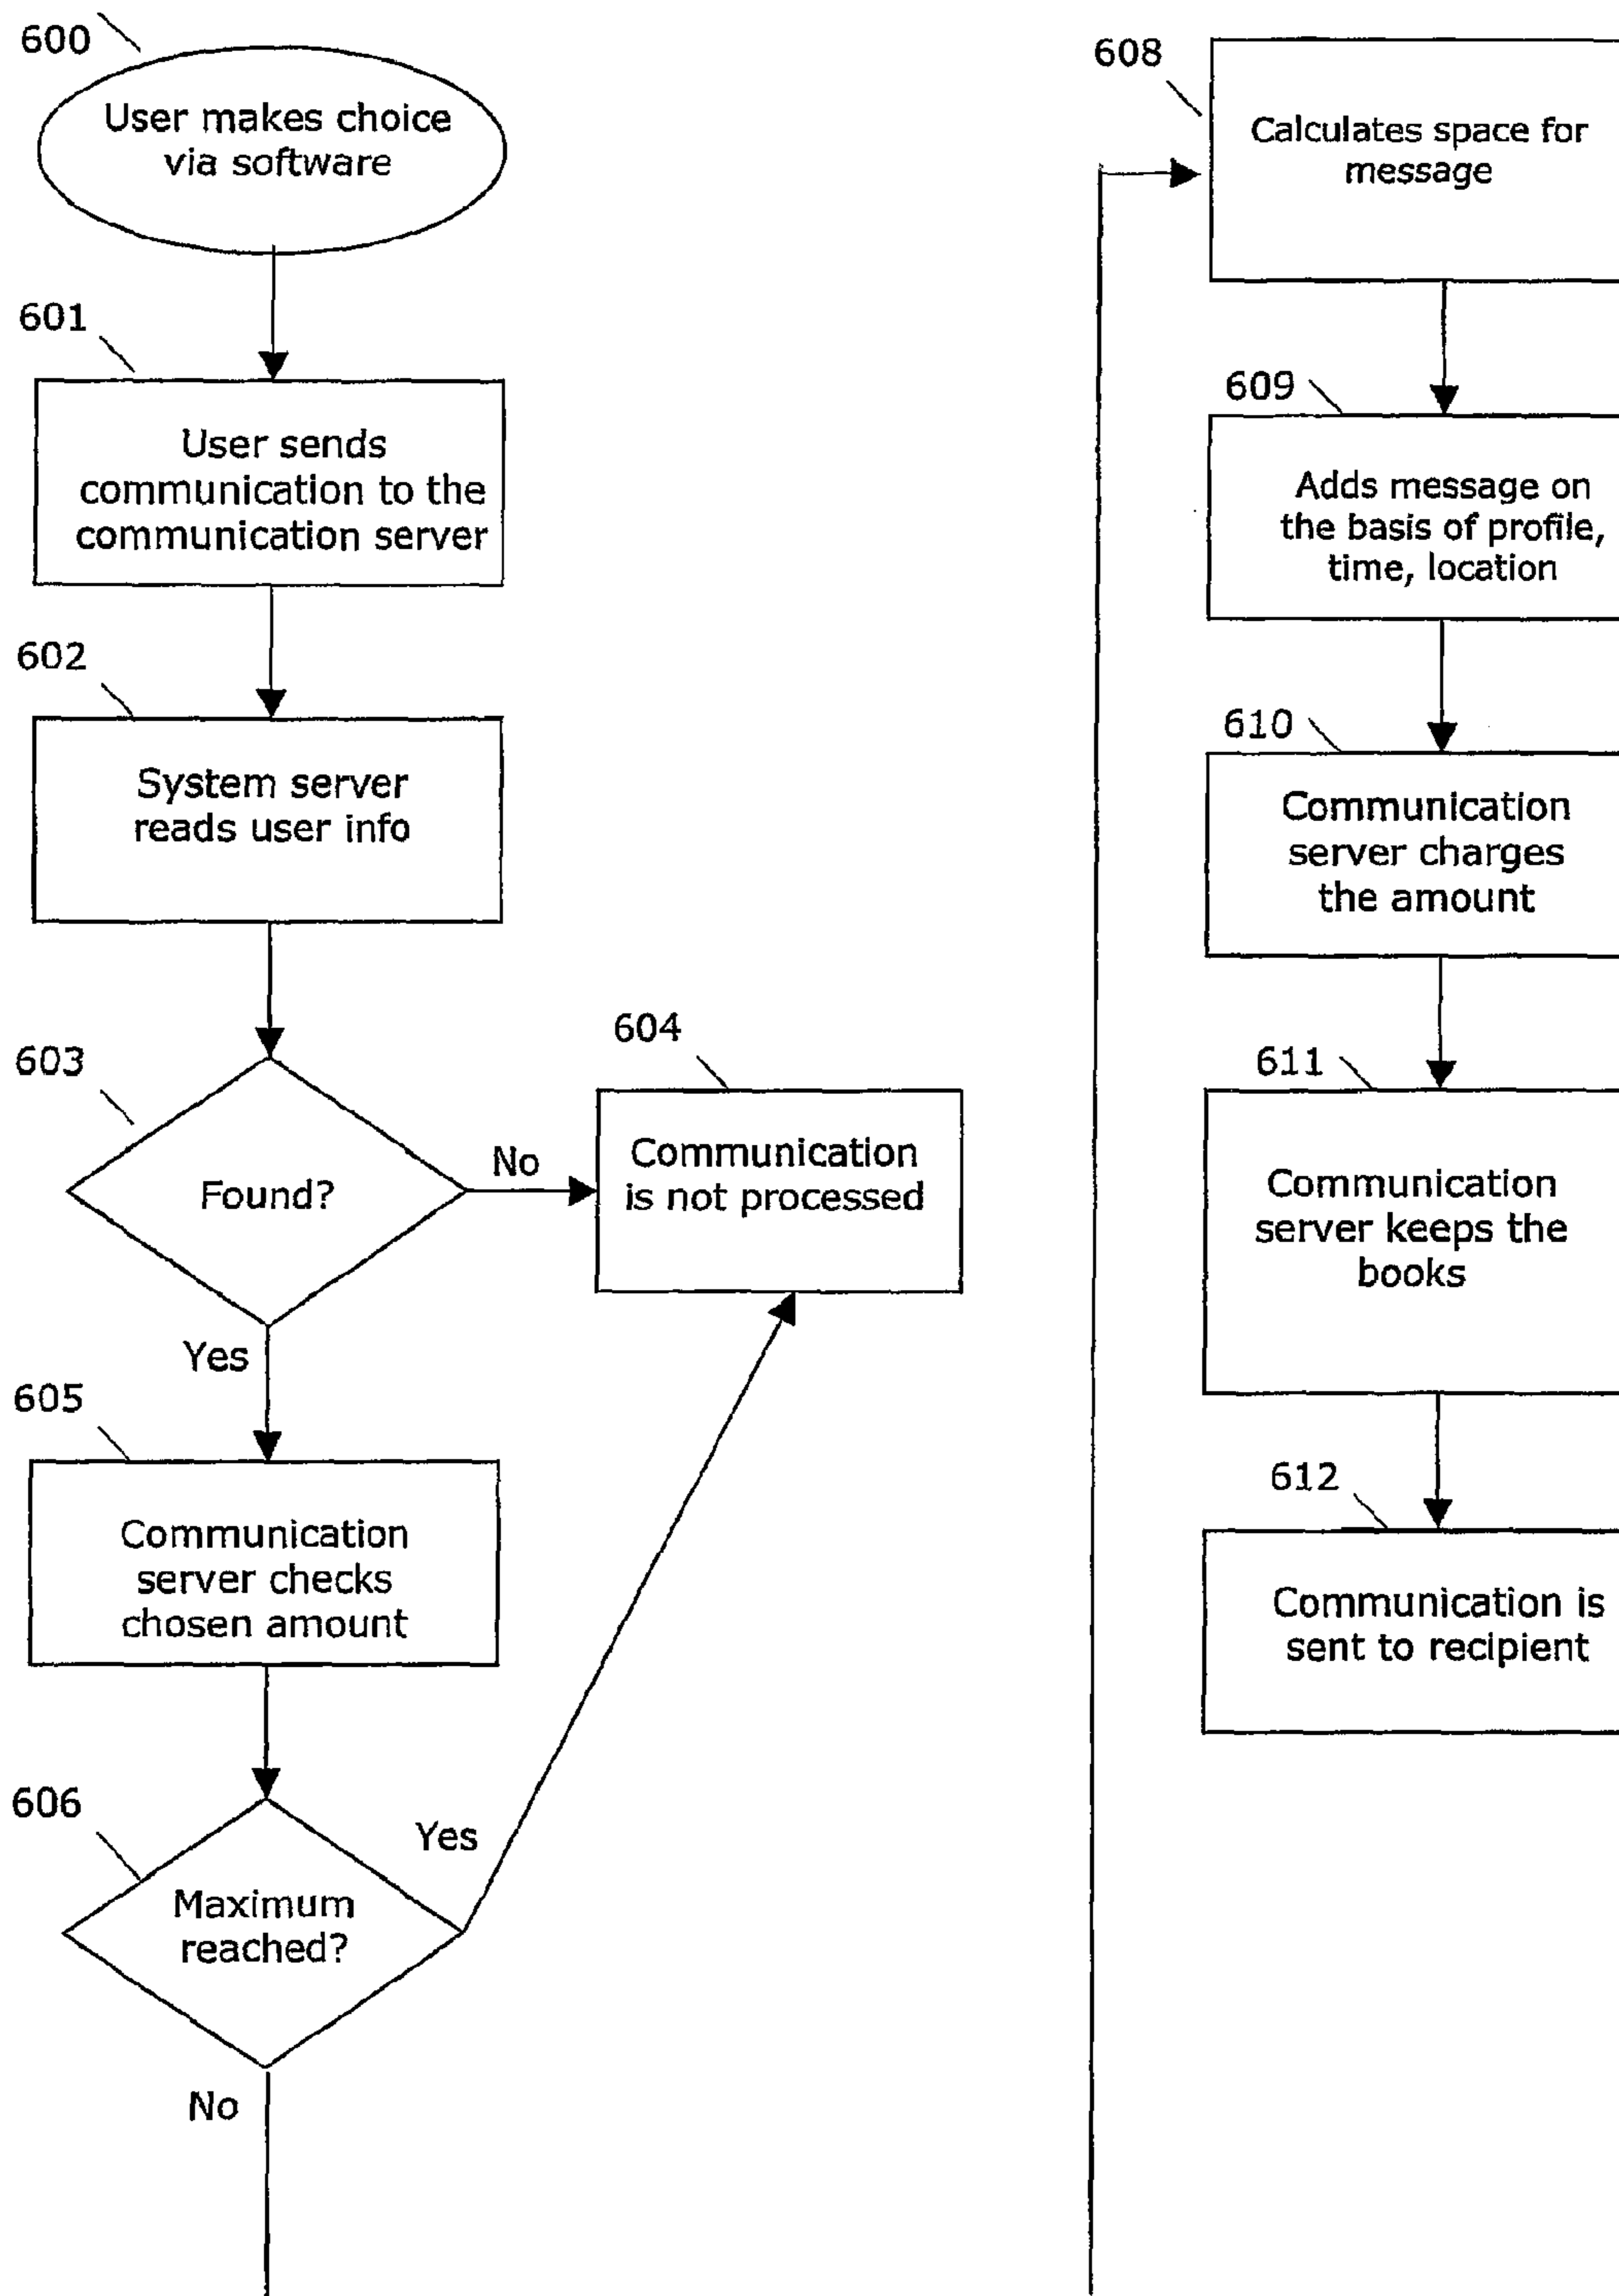 600
User makes choice
via software
601
User sends
communication to the
communication server
602
System server
reads user info
603
Found?
No
604
Communication
is not processed
Yes
605
Communication
server checks
chosen amount
606
Maximum
reached?
Yes
No
608
Calculates space for
message
609
Adds message on
the basis of profile,
time, location
610
Communication
server charges
the amount
611
Communication
server keeps the
books
612
Communication is
sent to recipient